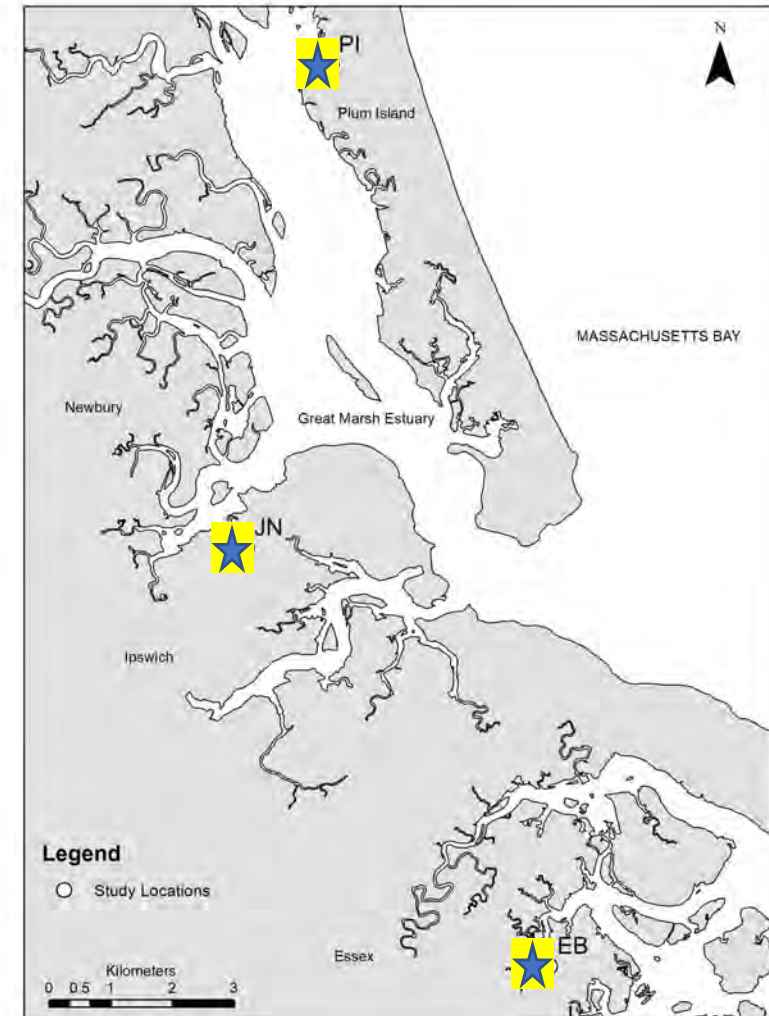 PI
N
Plum Island
MASSACHUSETTS BAY
Newbury
Great Marsh Estuary
JN
Ipswich
Legend
Study Locations
Essex
EB
Kilometers
0 0.5 1 2 3